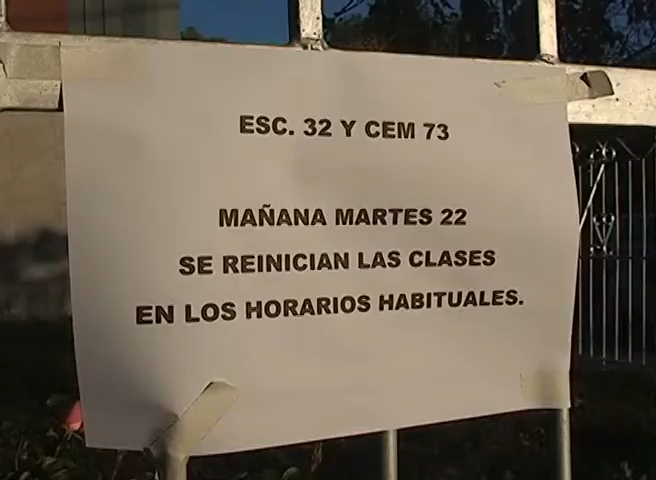 ESC. 32 Y CEM 73
MAÑANA MARTES 22
SE REINICIAN LAS CLASES
EN LOS HORARIOS HABITUALES.